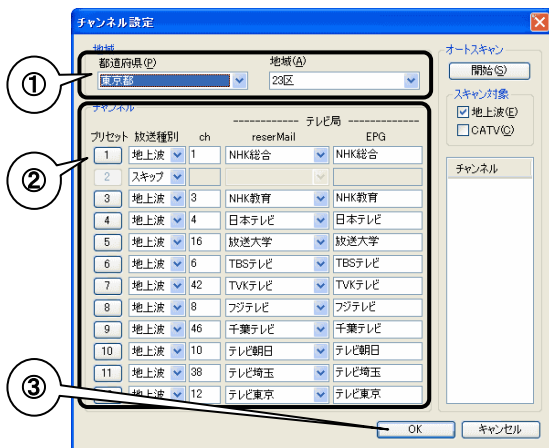 チャンネル設定
地域
都道府県(P) 地域(A)
東京都 23区
①
チャンネル
------------ テレビ局 ------------
プリセット 放送種別 ch reserMail EPG
②
1 地上波 1 NHK総合 NHK総合
2 スキップ
3 地上波 3 NHK教育 NHK教育
4 地上波 4 日本テレビ 日本テレビ
5 地上波 16 放送大学 放送大学
6 地上波 6 TBSテレビ TBSテレビ
7 地上波 42 TVKテレビ TVKテレビ
8 地上波 8 フジテレビ フジテレビ
9 地上波 46 千葉テレビ 千葉テレビ
10 地上波 10 テレビ朝日 テレビ朝日
11 地上波 38 テレビ埼玉 テレビ埼玉
地上波 12 テレビ東京 テレビ東京
③
オートスキャン
開始(S)
スキャン対象
地上波(E)
CATV(C)
チャンネル
OK キャンセル